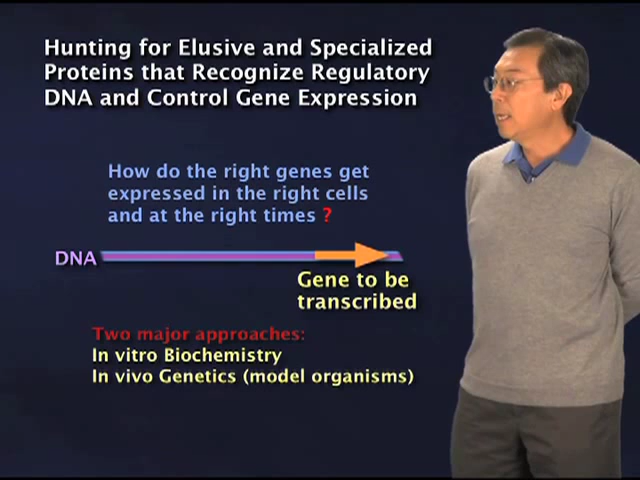 Hunting for Elusive and Specialized
Proteins that Recognize Regulatory
DNA and Control Gene Expression
How do the right genes get
expressed in the right cells
and at the right times ?
DNA
Gene to be
transcribed
Two major approaches:
In vitro Biochemistry
In vivo Genetics (model organisms)